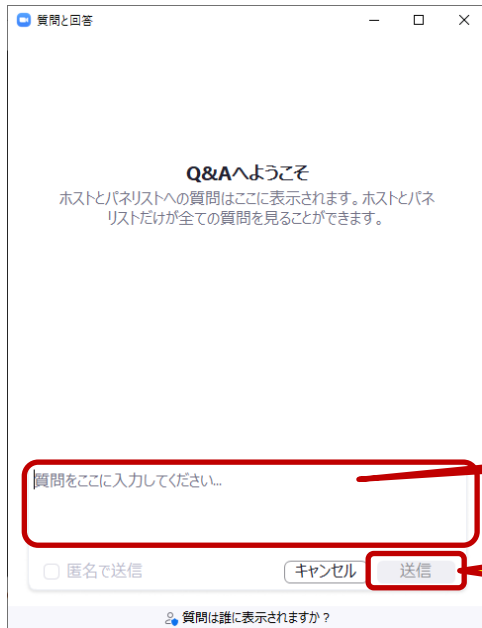 質問と回答
Q&Aへようこそ
ホストとパネリストへの質問はここに表示されます。ホストとパネ
リストだけが全ての質問を見ることができます。
質問をここに入力してください...
匿名で送信 キャンセル 送信
質問は誰に表示されますか？